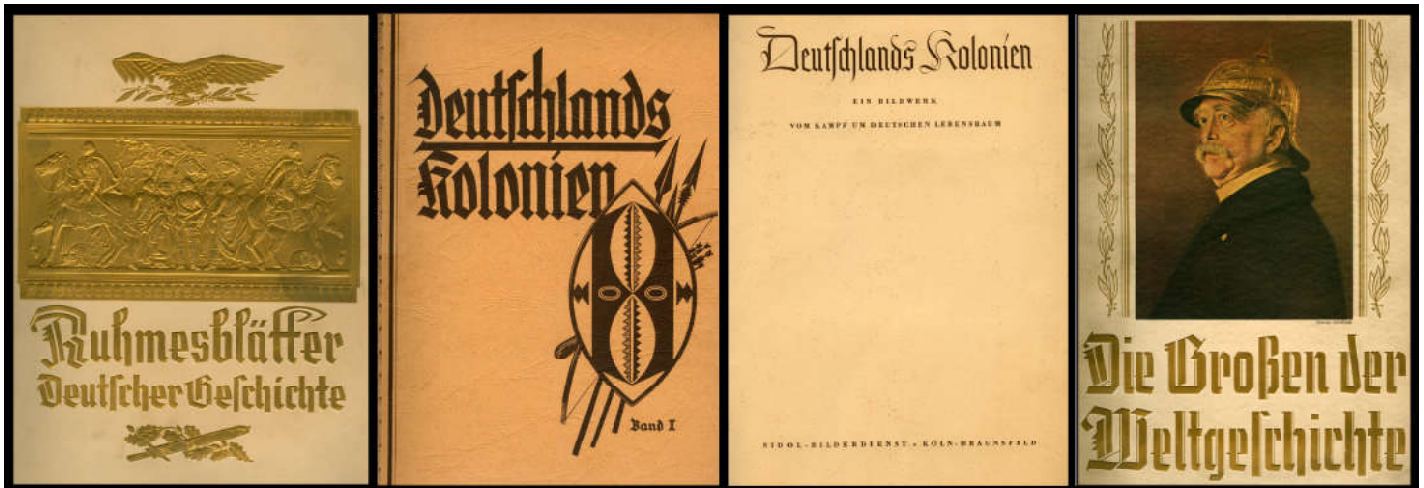 Ruhmesblätter
Deutscher Geschichte
Deutschlands
Kolonien
Band I
Deutschlands Kolonien
EIN BILDWERK
VOM KAMPF UM DEUTSCHEN LEBENSRAUM
SIDOL-BILDERDIENST • KÖLN-BRAUNSFELD
Die Großen der
Weltgeschichte